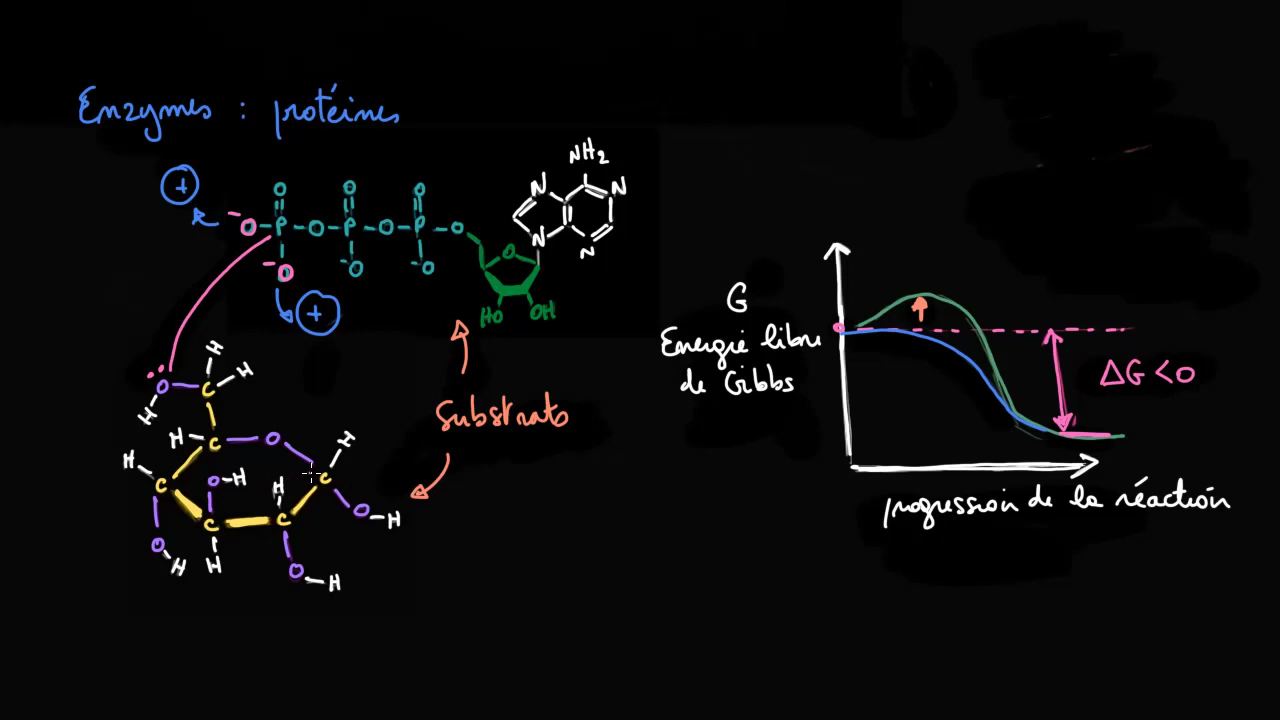 Enzymes : protéines
NH2
N
N
N
N
+
O
O
O
-O-P-O-P-O-P-O
-O
-O
-O
+
O
HO
OH
Substrats
H
H
O
C
H
H
C
O
H
H
O-H
H
C
C
C
H
C
O-H
O
H
H
O-H
G
Energie libre
de Gibbs
ΔG<0
progression de la réaction